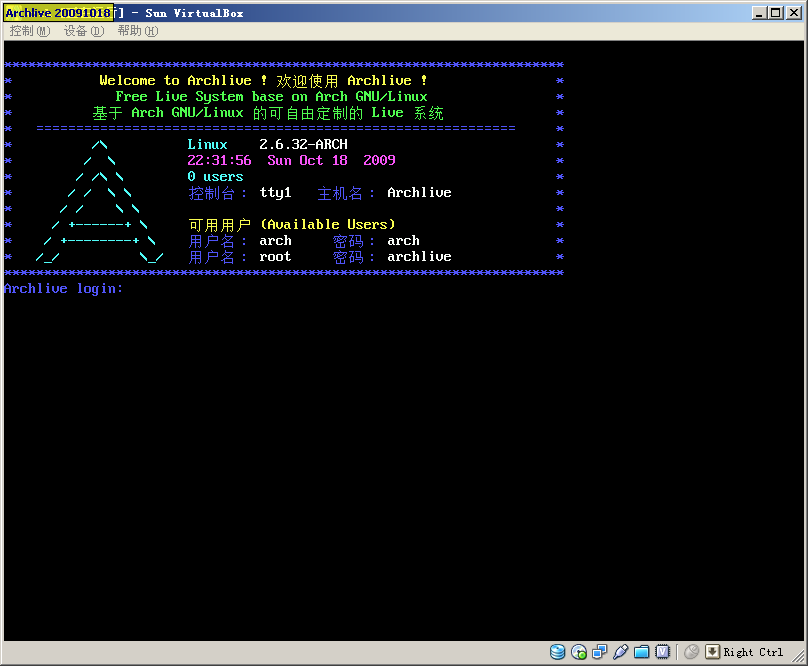 Archlive 20091018 行] - Sun VirtualBox
控制(M) 设备(D) 帮助(H)
Welcome to Archlive ! 欢迎使用 Archlive !
Free Live System base on Arch GNU/Linux
基于 Arch GNU/Linux 的可自由定制的 Live 系统
Linux 2.6.32-ARCH
22:31:56 Sun Oct 18 2009
0 users
控制台： tty1 主机名： Archlive
可用用户 (Available Users)
用户名： arch 密码： arch
用户名： root 密码： archlive
Archlive login:
Right Ctrl